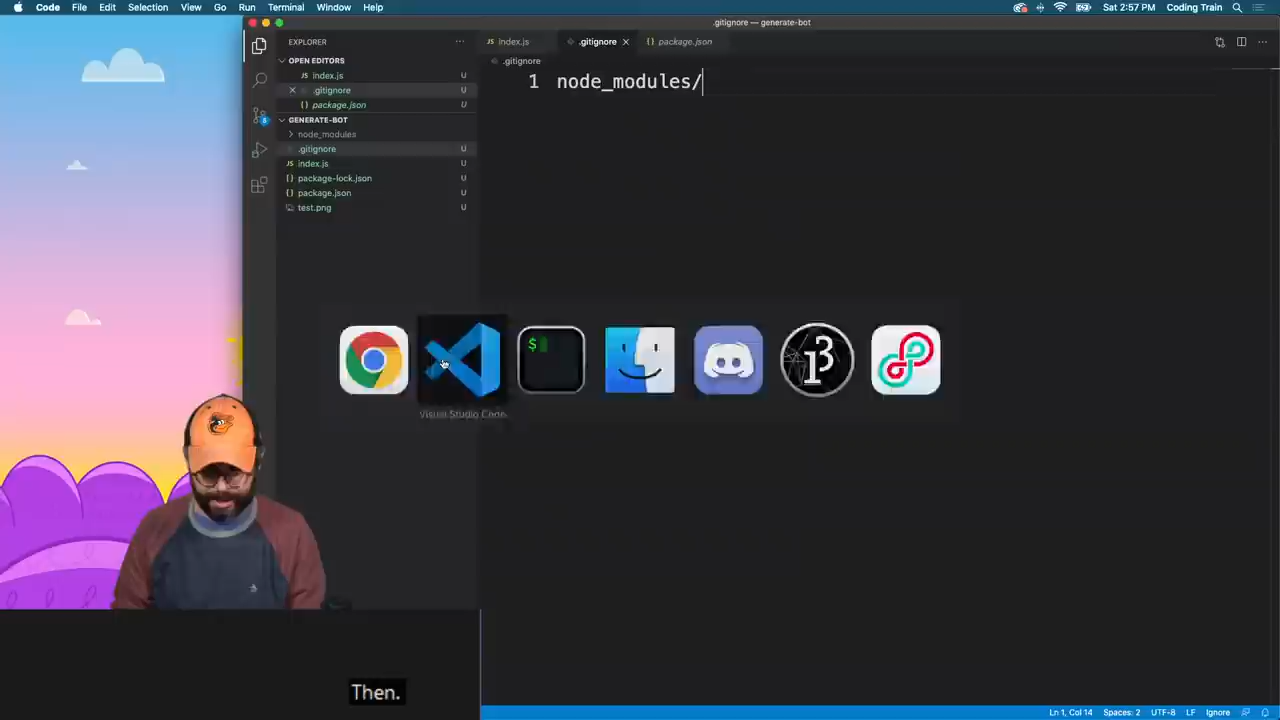 Code File Edit Selection View Go Run Terminal Window Help
Sat 2:57 PM Coding Train
.gitignore — generate-bot
EXPLORER
OPEN EDITORS
JS index.js U
.gitignore U
{} package.json U
GENERATE-BOT
node_modules
.gitignore U
JS index.js U
{} package-lock.json U
{} package.json U
test.png U
JS index.js U
.gitignore
{} package.json U
.gitignore
1 node_modules/
$
Visual Studio Code
Then.
Ln 1, Col 14 Spaces: 2 UTF-8 LF Ignore